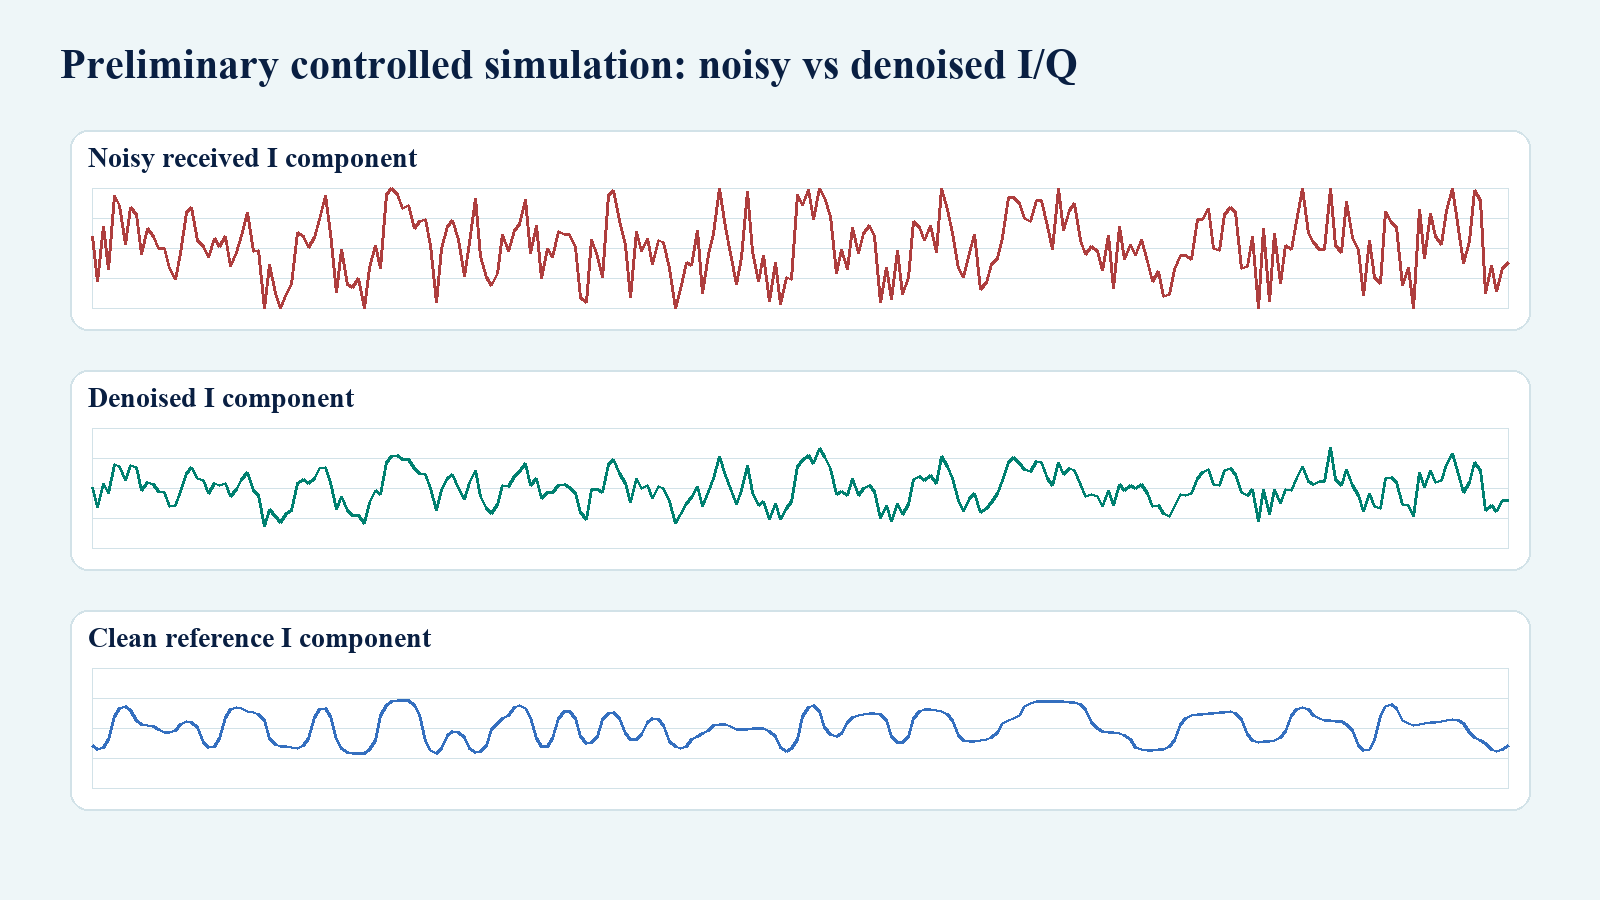 Preliminary controlled simulation: noisy vs denoised I/Q
Noisy received I component
Denoised I component
Clean reference I component